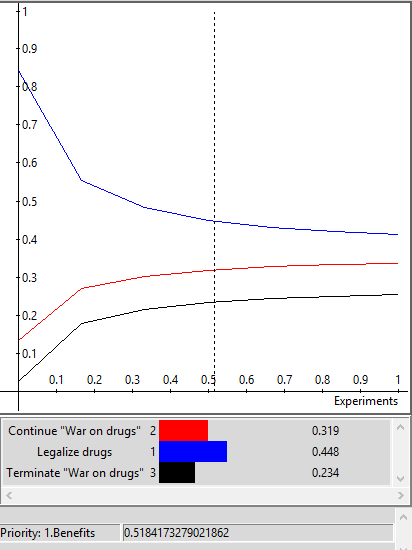 1
0.9
0.8
0.7
0.6
0.5
0.4
0.3
0.2
0.1
0.1 0.2 0.3 0.4 0.5 0.6 0.7 0.8 0.9 1
Experiments
Continue "War on drugs" 2 0.319
Legalize drugs 1 0.448
Terminate "War on drugs" 3 0.234
Priority: 1.Benefits 0.5184173279021862